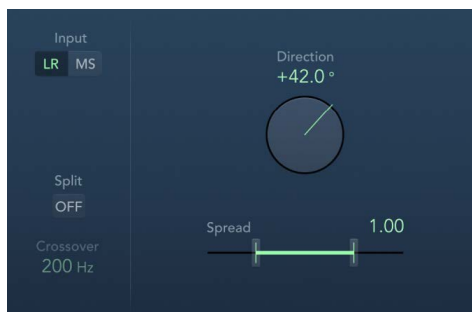 Input
LR MS
Split
OFF
Crossover
200 Hz
Direction
+42.0 °
Spread 1.00